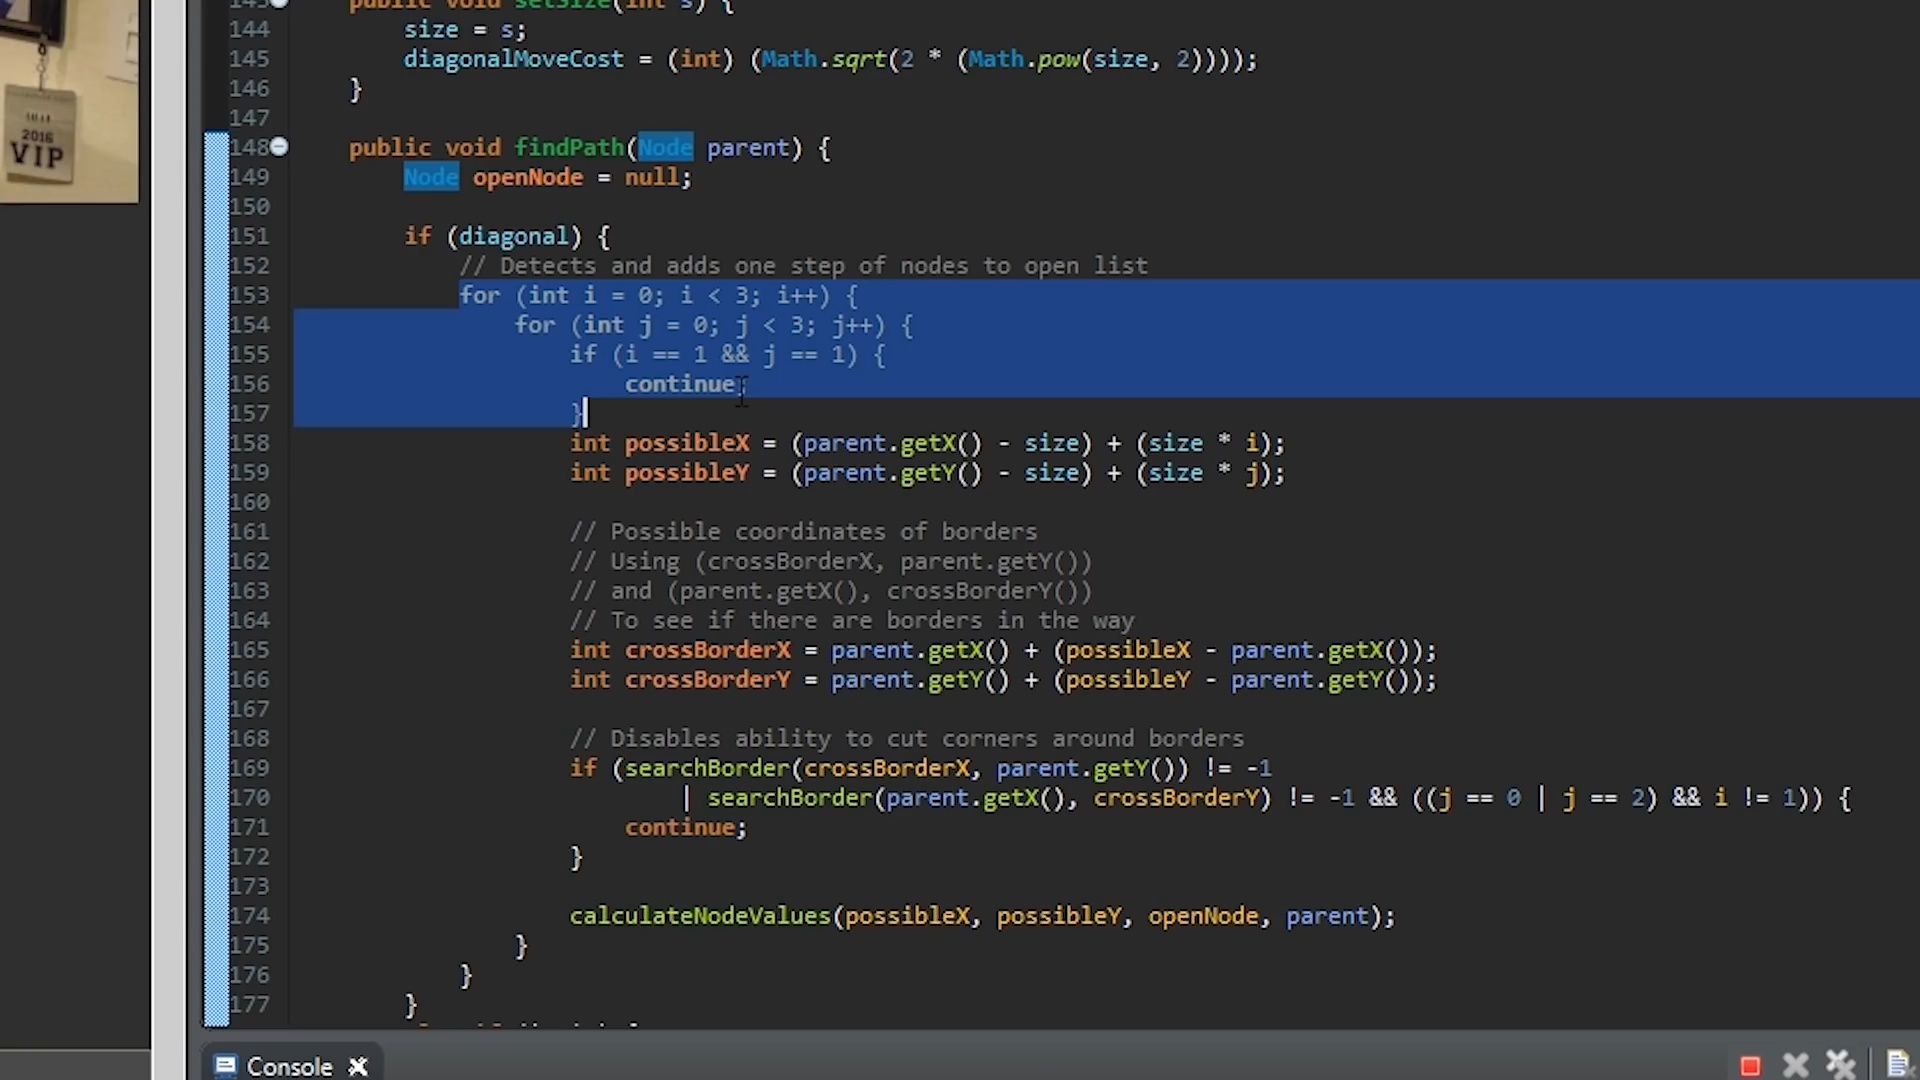 2016
VIP
143 public void setSize(int s) {
144 size = s;
145 diagonalMoveCost = (int) (Math.sqrt(2 * (Math.pow(size, 2))));
146 }
147
148 public void findPath(Node parent) {
149 Node openNode = null;
150
151 if (diagonal) {
152 // Detects and adds one step of nodes to open list
153 for (int i = 0; i < 3; i++) {
154 for (int j = 0; j < 3; j++) {
155 if (i == 1 && j == 1) {
156 continue;
157 }
158 int possibleX = (parent.getX() - size) + (size * i);
159 int possibleY = (parent.getY() - size) + (size * j);
160
161 // Possible coordinates of borders
162 // Using (crossBorderX, parent.getY())
163 // and (parent.getX(), crossBorderY())
164 // To see if there are borders in the way
165 int crossBorderX = parent.getX() + (possibleX - parent.getX());
166 int crossBorderY = parent.getY() + (possibleY - parent.getY());
167
168 // Disables ability to cut corners around borders
169 if (searchBorder(crossBorderX, parent.getY()) != -1
170 | searchBorder(parent.getX(), crossBorderY) != -1 && ((j == 0 | j == 2) && i != 1)) {
171 continue;
172 }
173
174 calculateNodeValues(possibleX, possibleY, openNode, parent);
175 }
176 }
177 }
Console